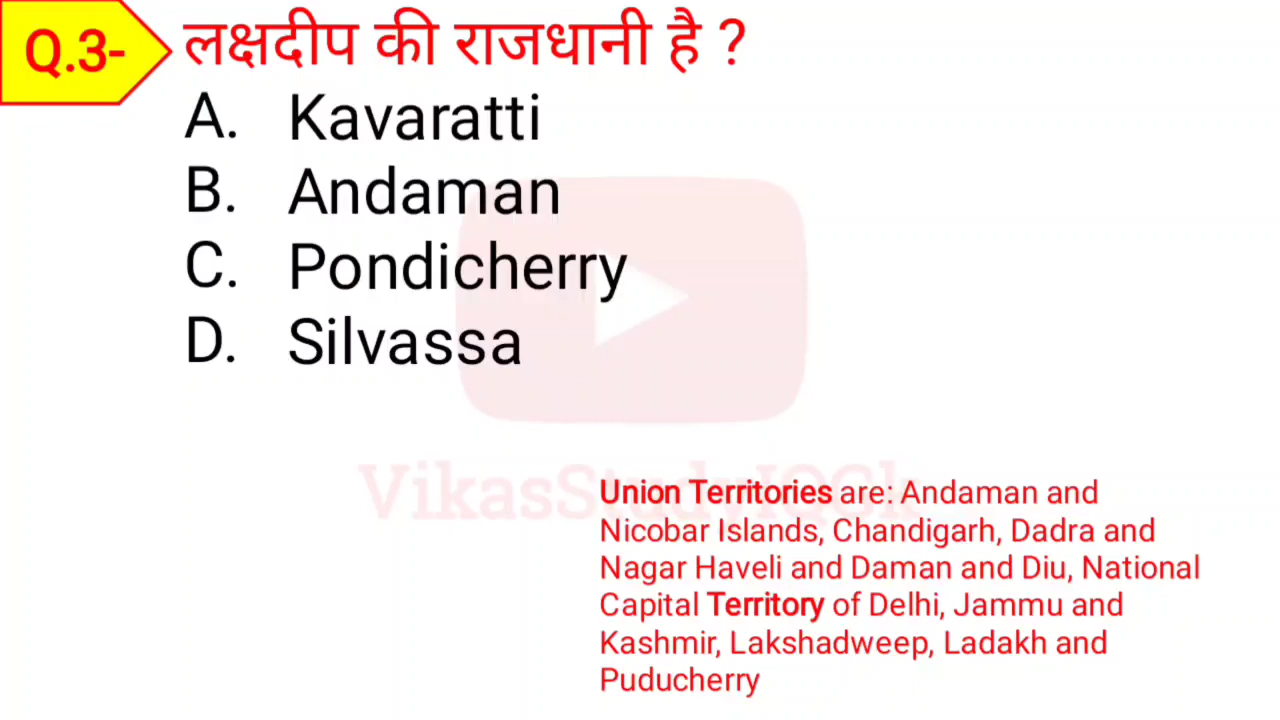 Q.3- लक्षदीप की राजधानी है ?
A. Kavaratti
B. Andaman
C. Pondicherry
D. Silvassa
VikasStudyIQGk
Union Territories are: Andaman and
Nicobar Islands, Chandigarh, Dadra and
Nagar Haveli and Daman and Diu, National
Capital Territory of Delhi, Jammu and
Kashmir, Lakshadweep, Ladakh and
Puducherry